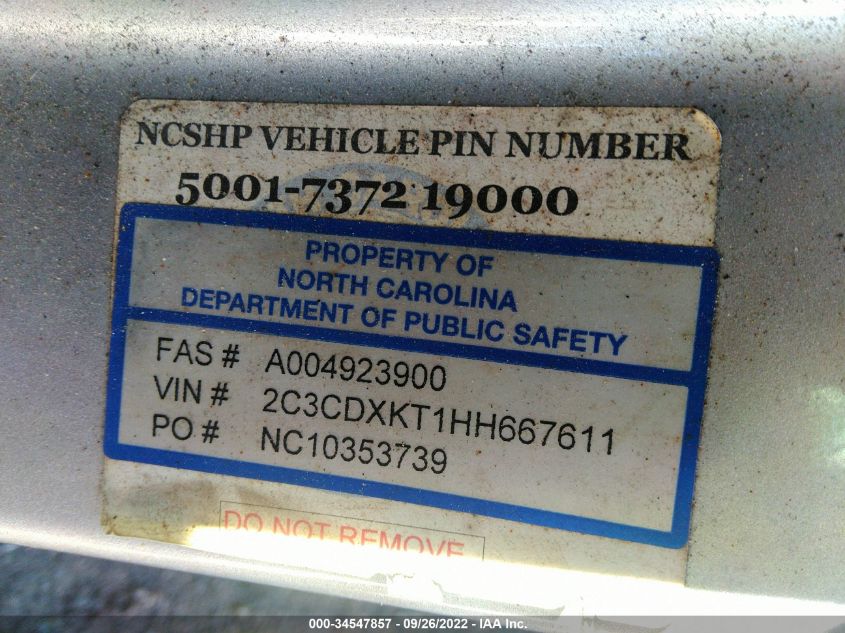 NCSHP VEHICLE PIN NUMBER
5001-7372 19000
PROPERTY OF
NORTH CAROLINA
DEPARTMENT OF PUBLIC SAFETY
FAS # A004923900
VIN # 2C3CDXKT1HH667611
PO # NC10353739
DO NOT REMOVE
000-34547857 - 09/26/2022 - IAA Inc.